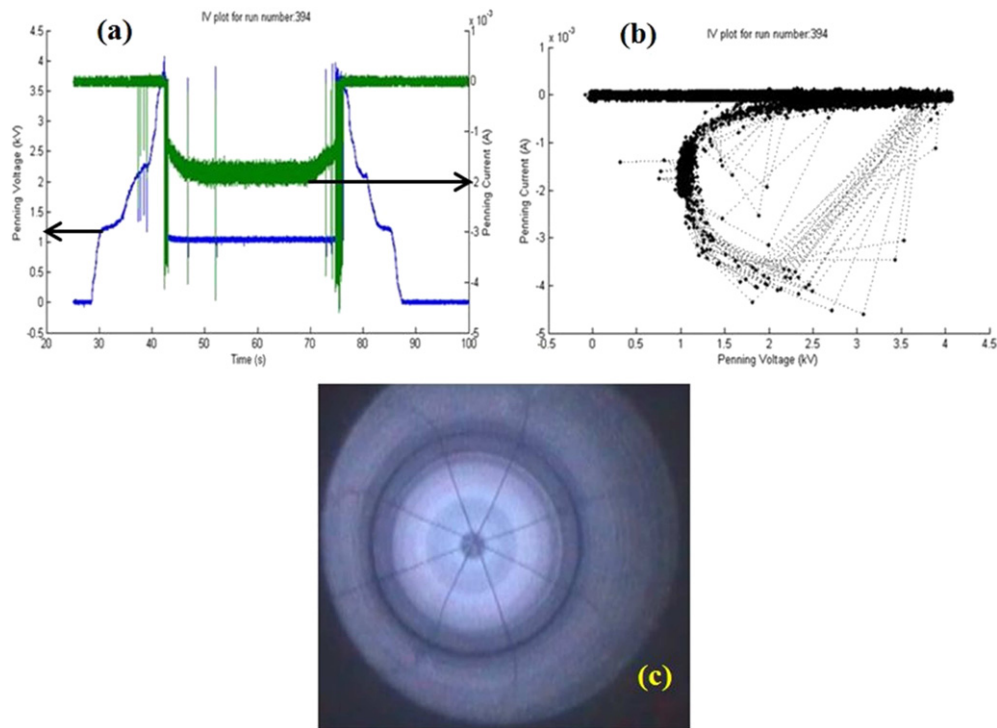 (a)
IV plot for run number:394
x 10⁻³
4.5
4
3.5
3
2.5
2
1.5
1
0.5
0
-0.5
Penning Voltage (kV)
1
0
-1
-2
-3
-4
-5
Penning Current (A)
20 30 40 50 60 70 80 90 100
Time (s)
(b)
IV plot for run number:394
x 10⁻³
1
0
-1
-2
-3
-4
-5
Penning Current (A)
-0.5 0 0.5 1 1.5 2 2.5 3 3.5 4 4.5
Penning Voltage (kV)
(c)